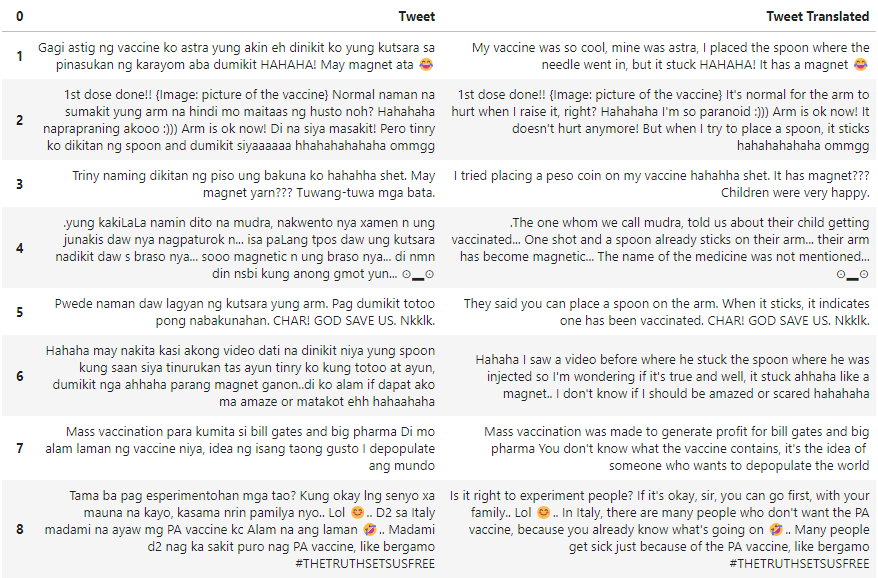 0 Tweet Tweet Translated
1 Gagi astig ng vaccine ko astra yung akin eh dinikit ko yung kutsara sa
pinasukan ng karayom aba dumikit HAHAHA! May magnet ata 😂
My vaccine was so cool, mine was astra, I placed the spoon where the
needle went in, but it stuck HAHAHA! It has a magnet 😂
2 1st dose done!! {Image: picture of the vaccine} Normal naman na
sumakit yung arm na hindi mo maitaas ng husto noh? Hahahaha
naprapraning akooo :))) Arm is ok now! Di na siya masakit! Pero tinry
ko dikitan ng spoon and dumikit siyaaaaaa hhahahahahaha ommgg
1st dose done!! {Image: picture of the vaccine} It's normal for the arm to
hurt when I raise it, right? Hahahaha I'm so paranoid :))) Arm is ok now! It
doesn't hurt anymore! But when I try to place a spoon, it sticks
hahahahahaha ommgg
3 Triny naming dikitan ng piso ung bakuna ko hahahha shet. May
magnet yarn??? Tuwang-tuwa mga bata.
I tried placing a peso coin on my vaccine hahahha shet. It has magnet???
Children were very happy.
4 .yung kakiLaLa namin dito na mudra, nakwento nya xamen n ung
junakis daw nya nagpaturok n... isa paLang tpos daw ung kutsara
nadikit daw s braso nya... sooo magnetic n ung braso nya... di nmn
din nsbi kung anong gmot yun... ⊙▂⊙
.The one whom we call mudra, told us about their child getting
vaccinated... One shot and a spoon already sticks on their arm... their arm
has become magnetic... The name of the medicine was not mentioned...
⊙▂⊙
5 Pwede naman daw lagyan ng kutsara yung arm. Pag dumikit totoo
pong nabakunahan. CHAR! GOD SAVE US. Nkklk.
They said you can place a spoon on the arm. When it sticks, it indicates
one has been vaccinated. CHAR! GOD SAVE US. Nkklk.
6 Hahaha may nakita kasi akong video dati na dinikit niya yung spoon
kung saan siya tinurukan tas ayun tinry ko kung totoo at ayun,
dumikit nga ahhaha parang magnet ganon..di ko alam if dapat ako
ma amaze or matakot ehh hahaahaha
Hahaha I saw a video before where he stuck the spoon where he was
injected so I'm wondering if it's true and well, it stuck ahhaha like a
magnet.. I don't know if I should be amazed or scared hahahaha
7 Mass vaccination para kumita si bill gates and big pharma Di mo
alam laman ng vaccine niya, idea ng isang taong gusto I depopulate
ang mundo
Mass vaccination was made to generate profit for bill gates and big
pharma You don't know what the vaccine contains, it's the idea of
someone who wants to depopulate the world
8 Tama ba pag esperimentohan mga tao? Kung okay lng senyo xa
mauna na kayo, kasama nrin pamilya nyo.. Lol 😊.. D2 sa Italy
madami na ayaw mg PA vaccine kc Alam na ang laman 🤣.. Madami
d2 nag ka sakit puro nag PA vaccine, like bergamo
#THETRUTHSETSUSFREE
Is it right to experiment people? If it's okay, sir, you can go first, with your
family.. Lol 😊 .. In Italy, there are many people who don't want the PA
vaccine, because you already know what's going on 🤣.. Many people
get sick just because of the PA vaccine, like bergamo
#THETRUTHSETSUSFREE